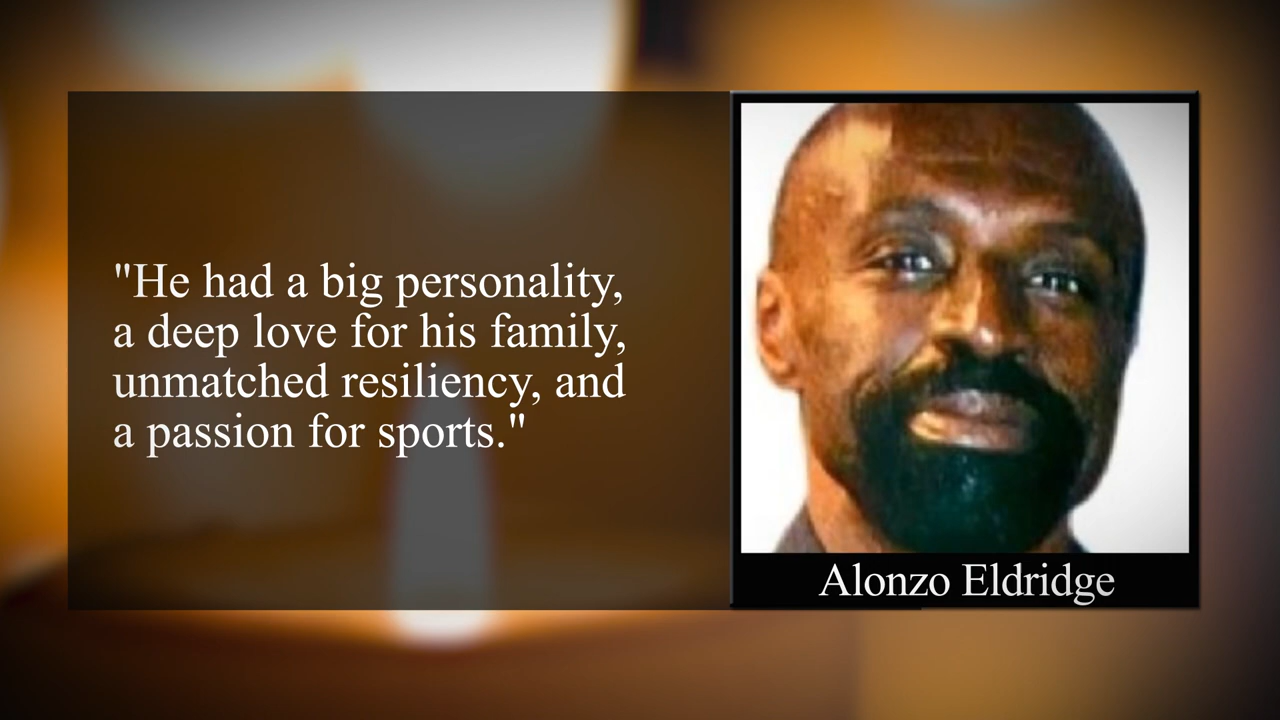 "He had a big personality,
a deep love for his family,
unmatched resiliency, and
a passion for sports."
Alonzo Eldridge